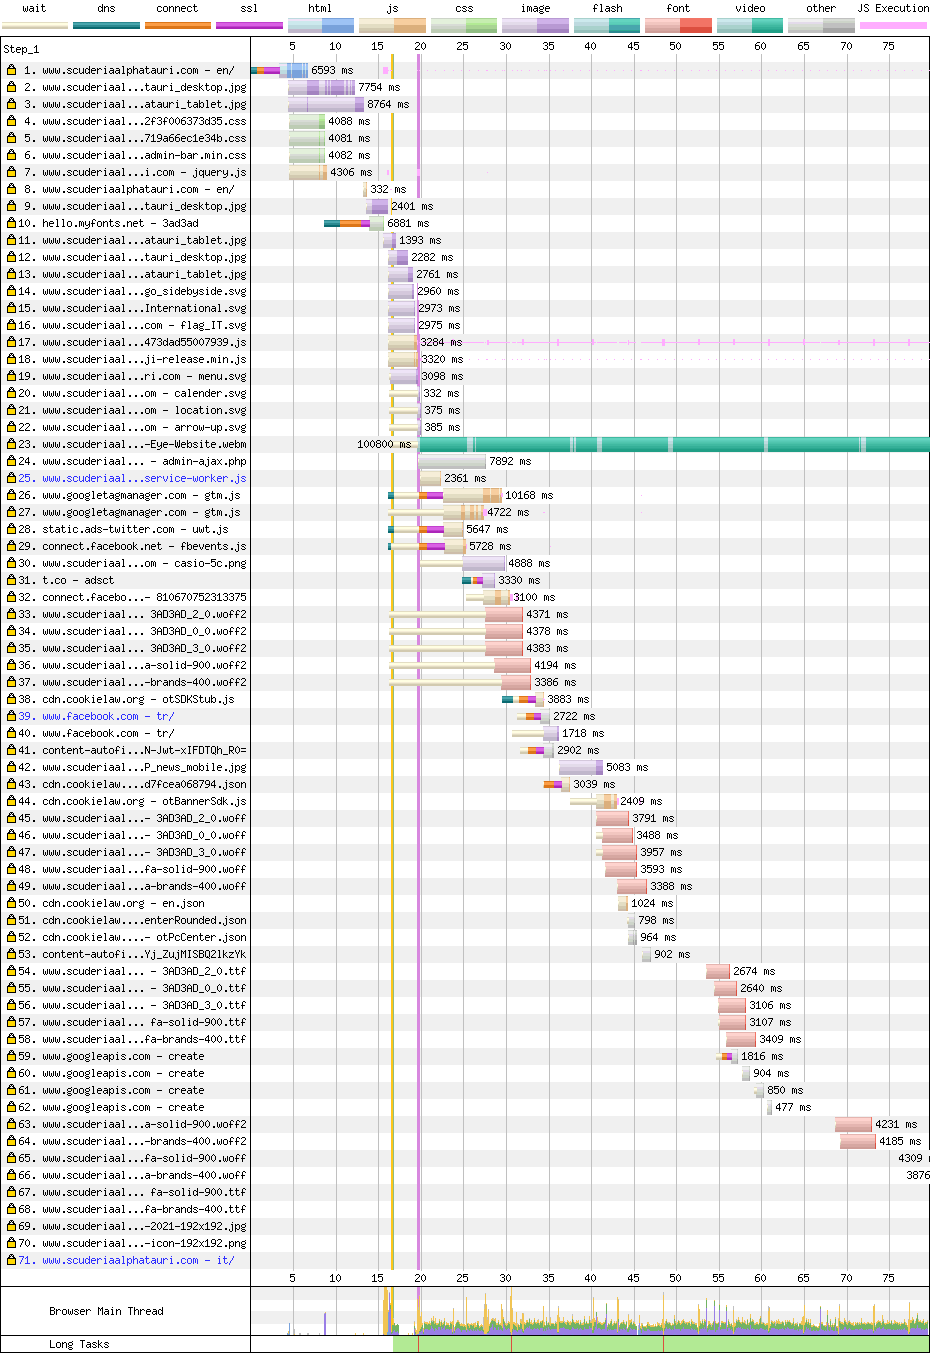 wait dns connect ssl html js css image flash font video other JS Execution
5 10 15 20 25 30 35 40 45 50 55 60 65 70 75
Step_1
1. www.scuderiaalphatauri.com - en/ 6593 ms
2. www.scuderiaal...tauri_desktop.jpg 7754 ms
3. www.scuderiaal...atauri_tablet.jpg 8764 ms
4. www.scuderiaal...2f3f006373d35.css 4088 ms
5. www.scuderiaal...719a66ec1e34b.css 4081 ms
6. www.scuderiaal...admin-bar.min.css 4082 ms
7. www.scuderiaal...i.com - jquery.js 4306 ms
8. www.scuderiaalphatauri.com - en/ 332 ms
9. www.scuderiaal...tauri_desktop.jpg 2401 ms
10. hello.myfonts.net - 3ad3ad 6881 ms
11. www.scuderiaal...atauri_tablet.jpg 1393 ms
12. www.scuderiaal...tauri_desktop.jpg 2282 ms
13. www.scuderiaal...atauri_tablet.jpg 2761 ms
14. www.scuderiaal...go_sidebyside.svg 2960 ms
15. www.scuderiaal...International.svg 2973 ms
16. www.scuderiaal...com - flag_IT.svg 2975 ms
17. www.scuderiaal...473dad55007939.js 3284 ms
18. www.scuderiaal...ji-release.min.js 3320 ms
19. www.scuderiaal...ri.com - menu.svg 3098 ms
20. www.scuderiaal...om - calender.svg 332 ms
21. www.scuderiaal...om - location.svg 375 ms
22. www.scuderiaal...om - arrow-up.svg 385 ms
23. www.scuderiaal...-Eye-Website.webm 100800 ms
24. www.scuderiaal... - admin-ajax.php 7892 ms
25. www.scuderiaal...service-worker.js 2361 ms
26. www.googletagmanager.com - gtm.js 10168 ms
27. www.googletagmanager.com - gtm.js 4722 ms
28. static.ads-twitter.com - uwt.js 5647 ms
29. connect.facebook.net - fbevents.js 5728 ms
30. www.scuderiaal...om - casio-5c.png 4888 ms
31. t.co - adsct 3330 ms
32. connect.facebo...- 810670752313375 3100 ms
33. www.scuderiaal... 3AD3AD_2_0.woff2 4371 ms
34. www.scuderiaal... 3AD3AD_0_0.woff2 4378 ms
35. www.scuderiaal... 3AD3AD_3_0.woff2 4383 ms
36. www.scuderiaal...a-solid-900.woff2 4194 ms
37. www.scuderiaal...-brands-400.woff2 3386 ms
38. cdn.cookielaw.org - otSDKStub.js 3883 ms
39. www.facebook.com - tr/ 2722 ms
40. www.facebook.com - tr/ 1718 ms
41. content-autofi...N-Jwt-xIFDTQh_R0= 2902 ms
42. www.scuderiaal...P_news_mobile.jpg 5083 ms
43. cdn.cookielaw....d7fcea068794.json 3039 ms
44. cdn.cookielaw.org - otBannerSdk.js 2409 ms
45. www.scuderiaal...- 3AD3AD_2_0.woff 3791 ms
46. www.scuderiaal...- 3AD3AD_0_0.woff 3488 ms
47. www.scuderiaal...- 3AD3AD_3_0.woff 3957 ms
48. www.scuderiaal...fa-solid-900.woff 3593 ms
49. www.scuderiaal...a-brands-400.woff 3388 ms
50. cdn.cookielaw.org - en.json 1024 ms
51. cdn.cookielaw....enterRounded.json 798 ms
52. cdn.cookielaw....- otPcCenter.json 964 ms
53. content-autofi...Yj_ZujMISBQ2lkzYk 902 ms
54. www.scuderiaal... - 3AD3AD_2_0.ttf 2674 ms
55. www.scuderiaal... - 3AD3AD_0_0.ttf 2640 ms
56. www.scuderiaal... - 3AD3AD_3_0.ttf 3106 ms
57. www.scuderiaal... fa-solid-900.ttf 3107 ms
58. www.scuderiaal...fa-brands-400.ttf 3409 ms
59. www.googleapis.com - create 1816 ms
60. www.googleapis.com - create 904 ms
61. www.googleapis.com - create 850 ms
62. www.googleapis.com - create 477 ms
63. www.scuderiaal...a-solid-900.woff2 4231 ms
64. www.scuderiaal...-brands-400.woff2 4185 ms
65. www.scuderiaal...fa-solid-900.woff 4309
66. www.scuderiaal...a-brands-400.woff 3876
67. www.scuderiaal... fa-solid-900.ttf
68. www.scuderiaal...fa-brands-400.ttf
69. www.scuderiaal...-2021-192x192.jpg
70. www.scuderiaal...-icon-192x192.png
71. www.scuderiaalphatauri.com - it/
5 10 15 20 25 30 35 40 45 50 55 60 65 70 75
Browser Main Thread
Long Tasks